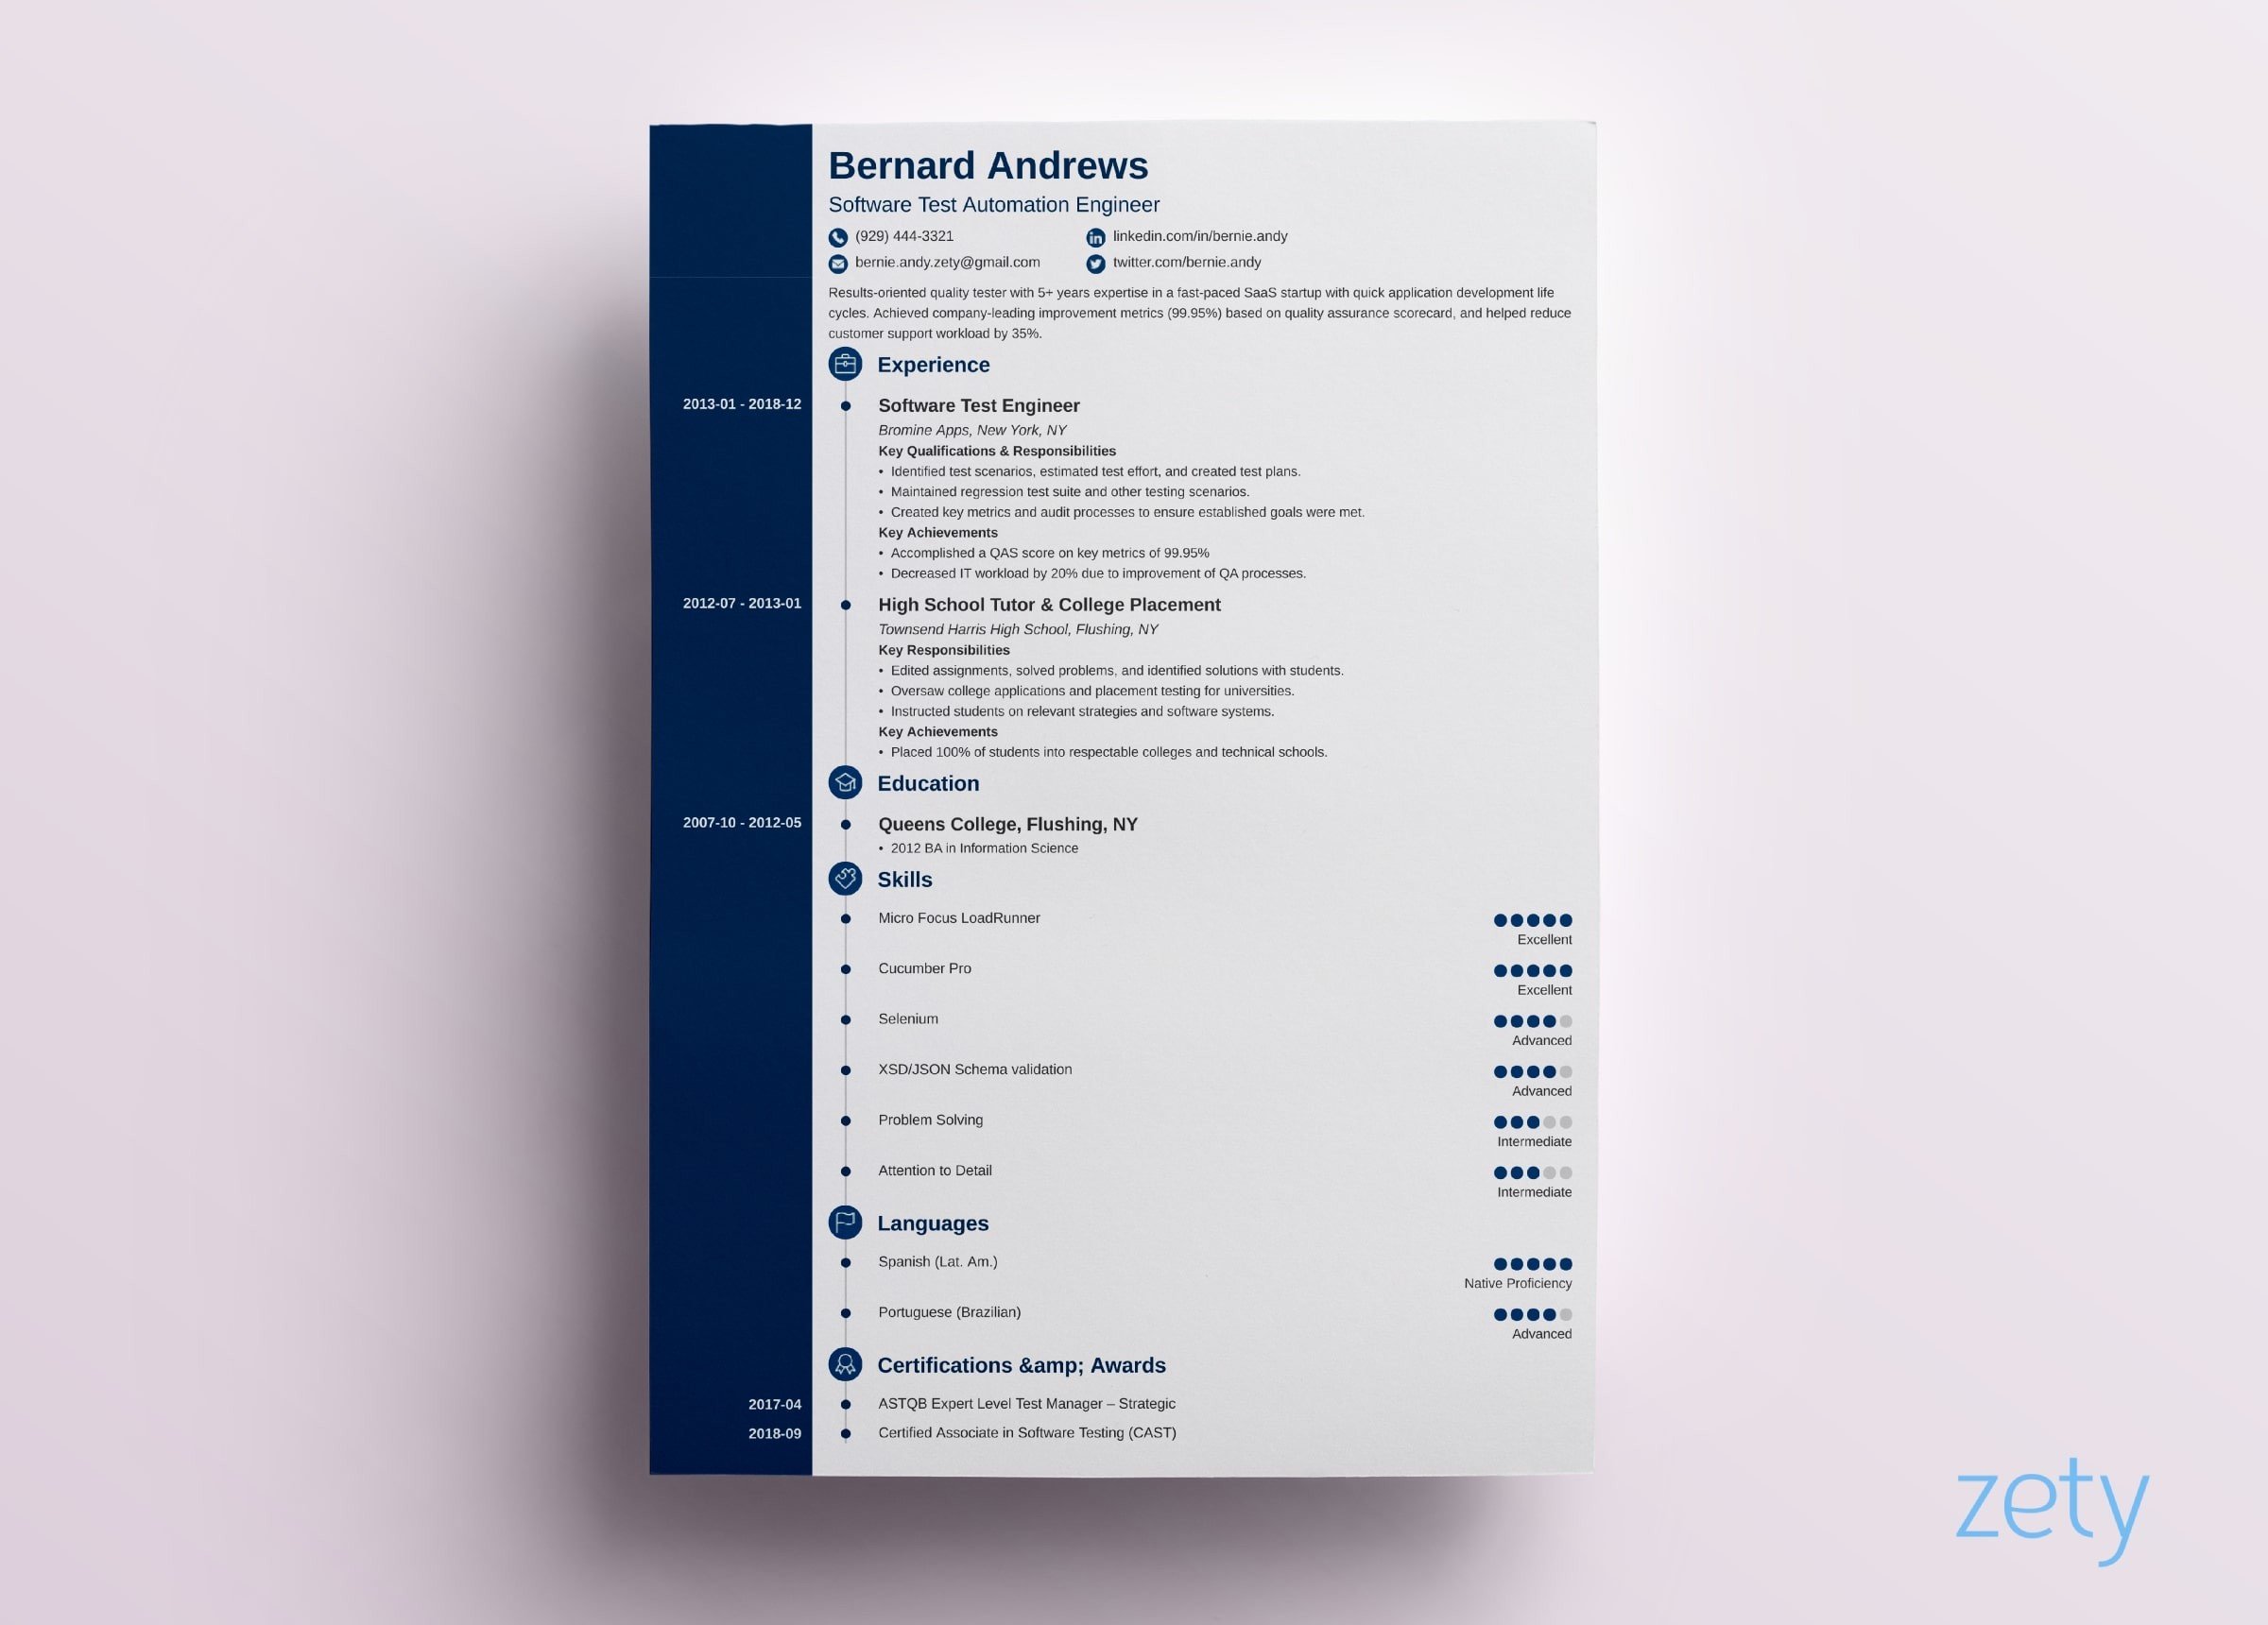 Bernard Andrews
Software Test Automation Engineer
(929) 444-3321
linkedin.com/in/bernie.andy
bernie.andy.zety@gmail.com
twitter.com/bernie.andy
Results-oriented quality tester with 5+ years expertise in a fast-paced SaaS startup with quick application development life
cycles. Achieved company-leading improvement metrics (99.95%) based on quality assurance scorecard, and helped reduce
customer support workload by 35%.
Experience
2013-01 - 2018-12
Software Test Engineer
Bromine Apps, New York, NY
Key Qualifications & Responsibilities
• Identified test scenarios, estimated test effort, and created test plans.
• Maintained regression test suite and other testing scenarios.
• Created key metrics and audit processes to ensure established goals were met.
Key Achievements
• Accomplished a QAS score on key metrics of 99.95%
• Decreased IT workload by 20% due to improvement of QA processes.
2012-07 - 2013-01
High School Tutor & College Placement
Townsend Harris High School, Flushing, NY
Key Responsibilities
• Edited assignments, solved problems, and identified solutions with students.
• Oversaw college applications and placement testing for universities.
• Instructed students on relevant strategies and software systems.
Key Achievements
• Placed 100% of students into respectable colleges and technical schools.
Education
2007-10 - 2012-05
Queens College, Flushing, NY
• 2012 BA in Information Science
Skills
Micro Focus LoadRunner
Excellent
Cucumber Pro
Excellent
Selenium
Advanced
XSD/JSON Schema validation
Advanced
Problem Solving
Intermediate
Attention to Detail
Intermediate
Languages
Spanish (Lat. Am.)
Native Proficiency
Portuguese (Brazilian)
Advanced
Certifications &amp; Awards
2017-04
ASTQB Expert Level Test Manager – Strategic
2018-09
Certified Associate in Software Testing (CAST)
zety